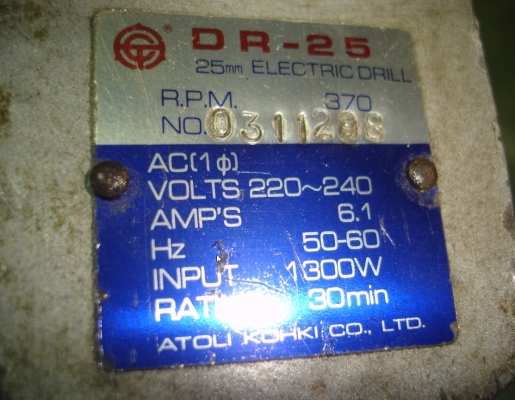 DR-25
25mm ELECTRIC DRILL
R.P.M. 370
NO. 0311208
AC(1φ)
VOLTS 220~240
AMP'S 6.1
Hz 50-60
INPUT 1300W
30min
ATOLI KOHKI CO., LTD.